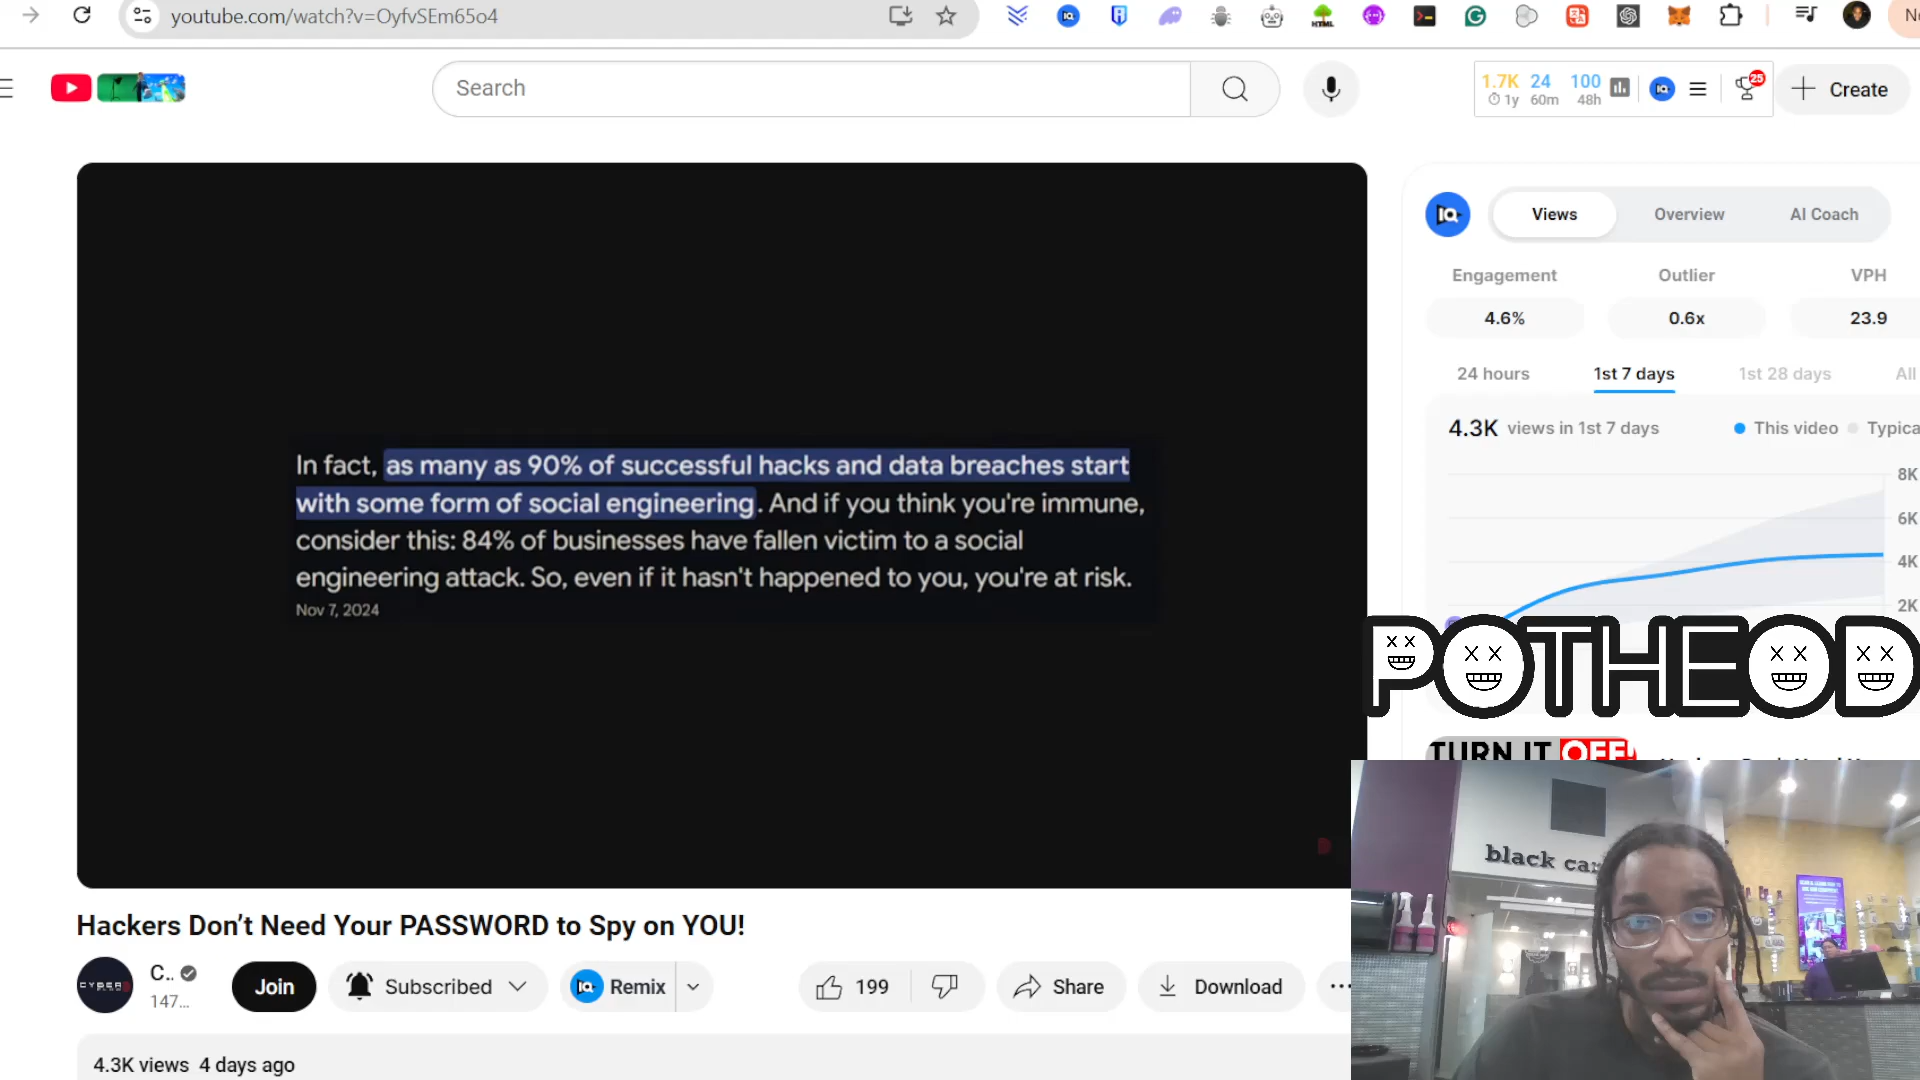 youtube.com/watch?v=OyfvSEm65o4
Search
1.7K 24 100
1y 60m 48h
25
Create
Views Overview AI Coach
Engagement Outlier VPH
4.6% 0.6x 23.9
24 hours 1st 7 days 1st 28 days All
4.3K views in 1st 7 days This video Typica
8K
6K
4K
2K
In fact, as many as 90% of successful hacks and data breaches start
with some form of social engineering. And if you think you're immune,
consider this: 84% of businesses have fallen victim to a social
engineering attack. So, even if it hasn't happened to you, you're at risk.
Nov 7, 2024
POTHEOD
TURN IT OFF!
black car
Hackers Don't Need Your PASSWORD to Spy on YOU!
C..
147...
Join Subscribed Remix 199 Share Download
4.3K views 4 days ago